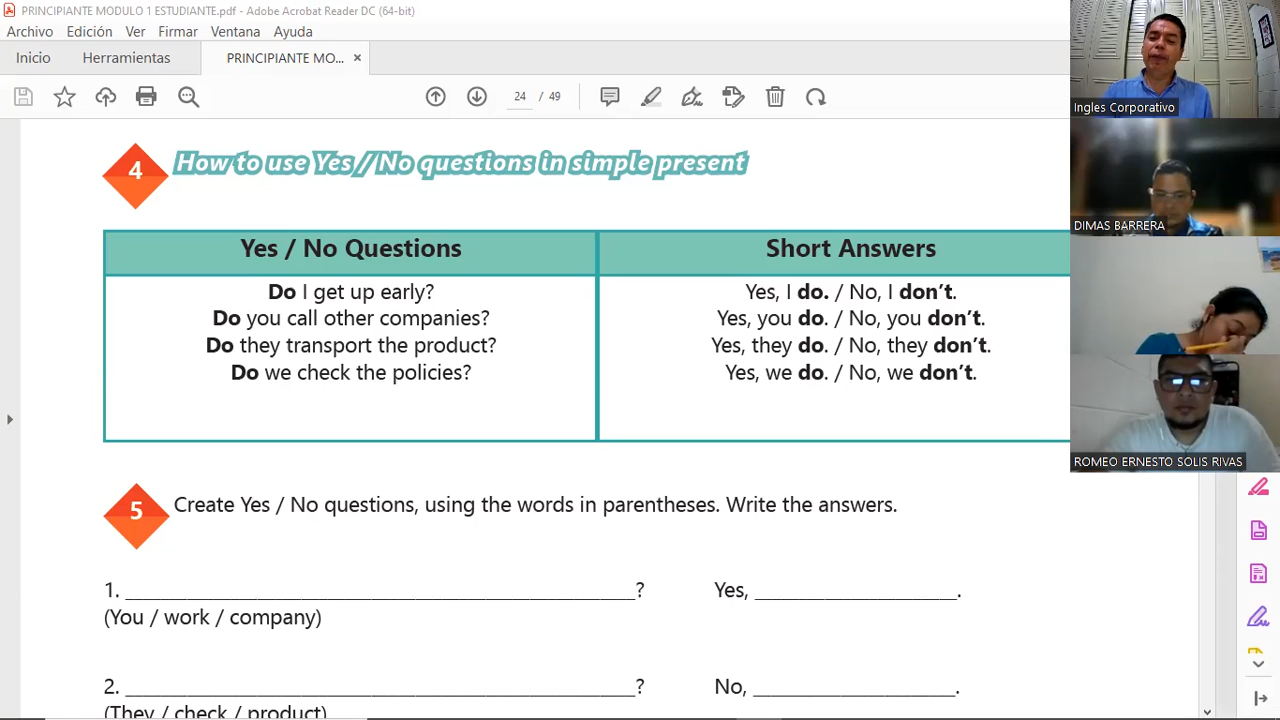 PRINCIPIANTE MODULO 1 ESTUDIANTE.pdf - Adobe Acrobat Reader DC (64-bit)
Archivo Edición Ver Firmar Ventana Ayuda
Inicio Herramientas PRINCIPIANTE MO... ×
24 / 49
4 How to use Yes / No questions in simple present
Yes / No Questions Short Answers
Do I get up early? Yes, I do. / No, I don't.
Do you call other companies? Yes, you do. / No, you don't.
Do they transport the product? Yes, they do. / No, they don't.
Do we check the policies? Yes, we do. / No, we don't.
5 Create Yes / No questions, using the words in parentheses. Write the answers.
1. ______________________________________________? Yes, ___________________.
(You / work / company)
2. ______________________________________________? No, ___________________.
(They / check / product)
Ingles Corporativo
DIMAS BARRERA
ROMEO ERNESTO SOLIS RIVAS